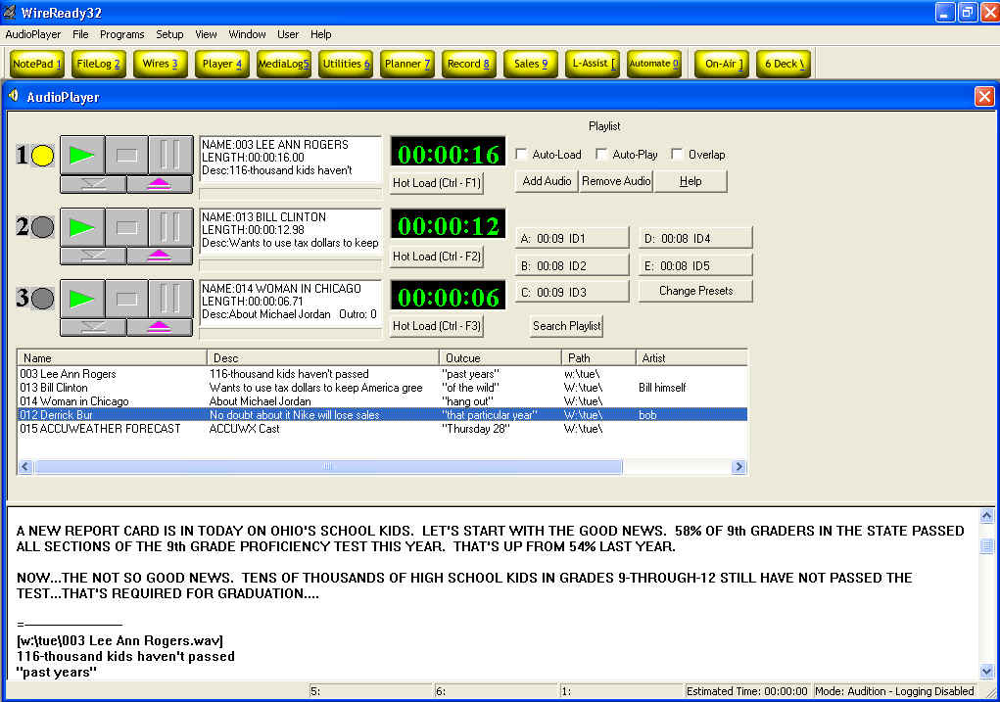 WireReady32
AudioPlayer File Programs Setup View Window User Help
NotePad 1 FileLog 2 Wires 3 Player 4 MediaLog5 Utilities 6 Planner 7 Record 8 Sales 9 L-Assist [ Automate 0 On-Air ] 6 Deck \
AudioPlayer
Playlist
1 NAME:003 LEE ANN ROGERS
LENGTH:00:00:16.00
Desc:116-thousand kids haven't
00:00:16
Hot Load (Ctrl - F1)
Auto-Load Auto-Play Overlap
Add Audio Remove Audio Help
2 NAME:013 BILL CLINTON
LENGTH:00:00:12.98
Desc:Wants to use tax dollars to keep
00:00:12
Hot Load (Ctrl - F2)
A: 00:09 ID1 D: 00:08 ID4
B: 00:08 ID2 E: 00:08 ID5
C: 00:09 ID3 Change Presets
3 NAME:014 WOMAN IN CHICAGO
LENGTH:00:00:06.71
Desc:About Michael Jordan Outro: 0
00:00:06
Hot Load (Ctrl - F3)
Search Playlist
Name Desc Outcue Path Artist
003 Lee Ann Rogers 116-thousand kids haven't passed "past years" w:\tue\
013 Bill Clinton Wants to use tax dollars to keep America gree "of the wild" W:\tue\ Bill himself
014 Woman in Chicago About Michael Jordan "hang out" W:\tue\
012 Derrick Bur No doubt about it Nike will lose sales "that particular year" W:\tue\ bob
015 ACCUWEATHER FORECAST ACCUWX Cast "Thursday 28" W:\tue\
A NEW REPORT CARD IS IN TODAY ON OHIO'S SCHOOL KIDS. LET'S START WITH THE GOOD NEWS. 58% OF 9th GRADERS IN THE STATE PASSED
ALL SECTIONS OF THE 9th GRADE PROFICIENCY TEST THIS YEAR. THAT'S UP FROM 54% LAST YEAR.
NOW...THE NOT SO GOOD NEWS. TENS OF THOUSANDS OF HIGH SCHOOL KIDS IN GRADES 9-THROUGH-12 STILL HAVE NOT PASSED THE
TEST...THAT'S REQUIRED FOR GRADUATION....
=---------------------
[w:\tue\003 Lee Ann Rogers.wav]
116-thousand kids haven't passed
"past years"
5: 6: 1: Estimated Time: 00:00:00 Mode: Audition - Logging Disabled